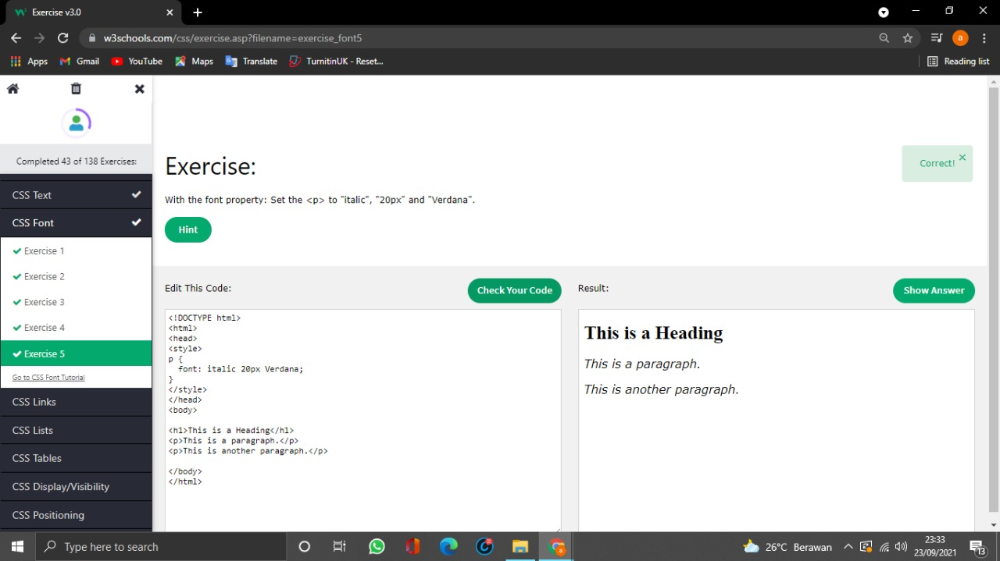 Exercise v3.0
w3schools.com/css/exercise.asp?filename=exercise_font5
a
Apps
Gmail
YouTube
Maps
Translate
TurnitinUK - Reset...
Reading list
Completed 43 of 138 Exercises:
CSS Text
CSS Font
Exercise 1
Exercise 2
Exercise 3
Exercise 4
Exercise 5
Go to CSS Font Tutorial
CSS Links
CSS Lists
CSS Tables
CSS Display/Visibility
CSS Positioning
Exercise:
Correct!
With the font property: Set the <p> to "italic", "20px" and "Verdana".
Hint
Edit This Code:
Check Your Code
<!DOCTYPE html>
<html>
<head>
<style>
p {
  font: italic 20px Verdana;
}
</style>
</head>
<body>
<h1>This is a Heading</h1>
<p>This is a paragraph.</p>
<p>This is another paragraph.</p>
</body>
</html>
Result:
Show Answer
This is a Heading
This is a paragraph.
This is another paragraph.
Type here to search
26°C Berawan
23:33
23/09/2021
13